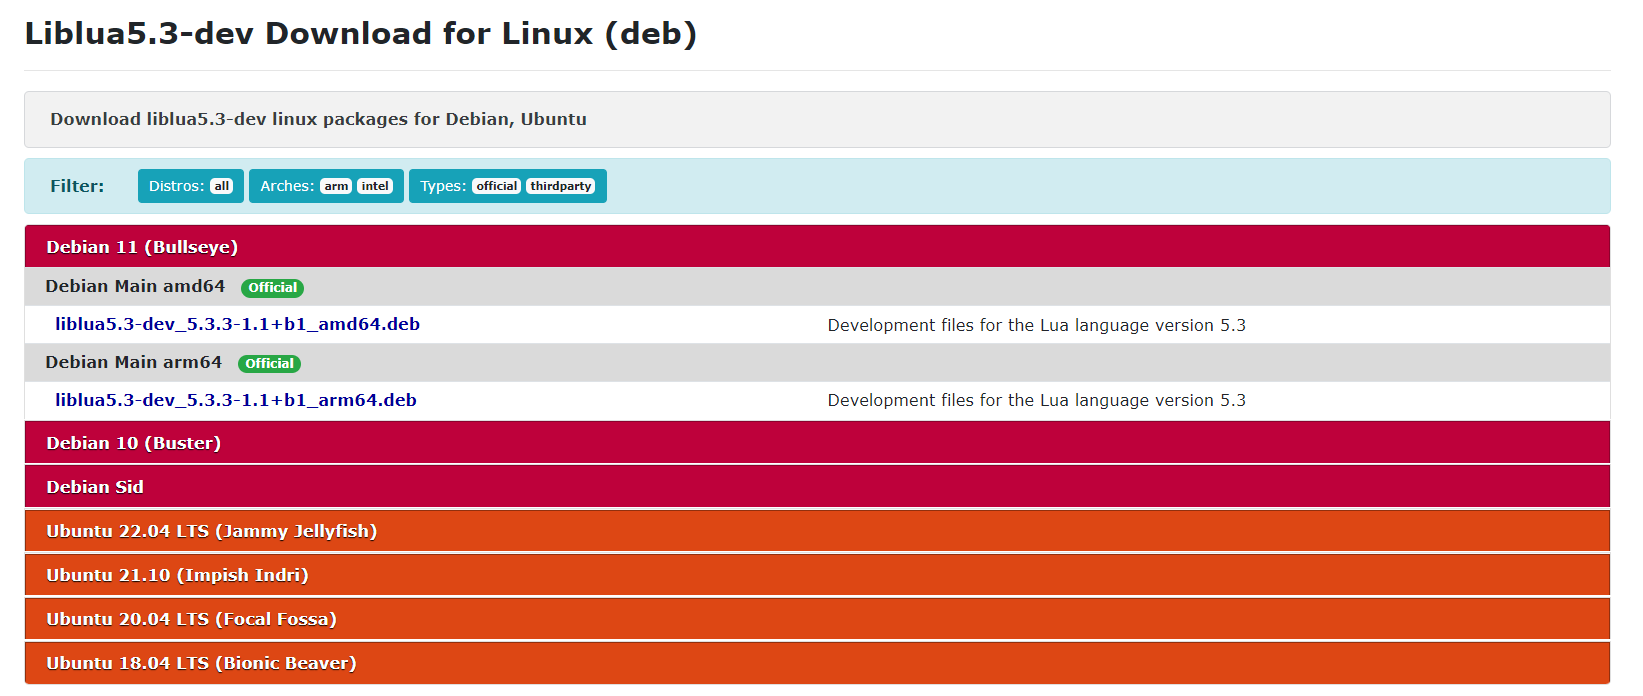 Liblua5.3-dev Download for Linux (deb)
Download liblua5.3-dev linux packages for Debian, Ubuntu
Filter: Distros: all Arches: arm intel Types: official thirdparty
Debian 11 (Bullseye)
Debian Main amd64 Official
liblua5.3-dev_5.3.3-1.1+b1_amd64.deb Development files for the Lua language version 5.3
Debian Main arm64 Official
liblua5.3-dev_5.3.3-1.1+b1_arm64.deb Development files for the Lua language version 5.3
Debian 10 (Buster)
Debian Sid
Ubuntu 22.04 LTS (Jammy Jellyfish)
Ubuntu 21.10 (Impish Indri)
Ubuntu 20.04 LTS (Focal Fossa)
Ubuntu 18.04 LTS (Bionic Beaver)